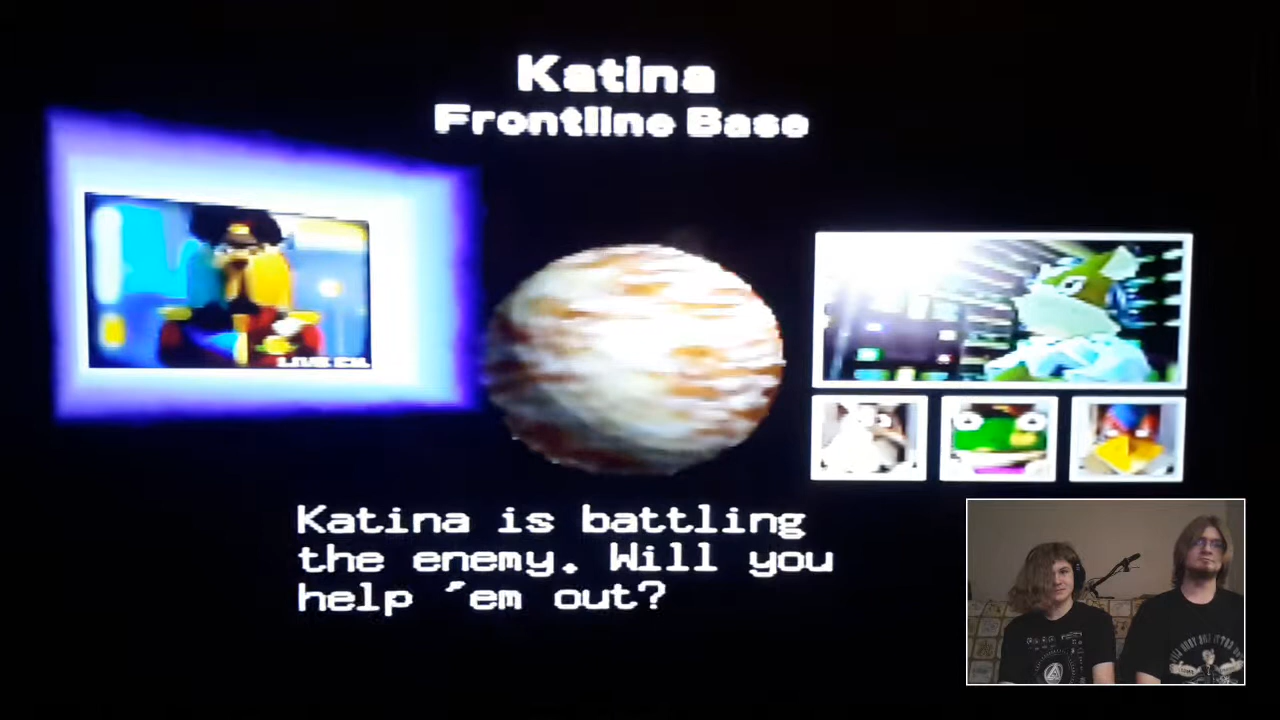 Katina
Frontline Base
Katina is battling
the enemy. Will you
help 'em out?